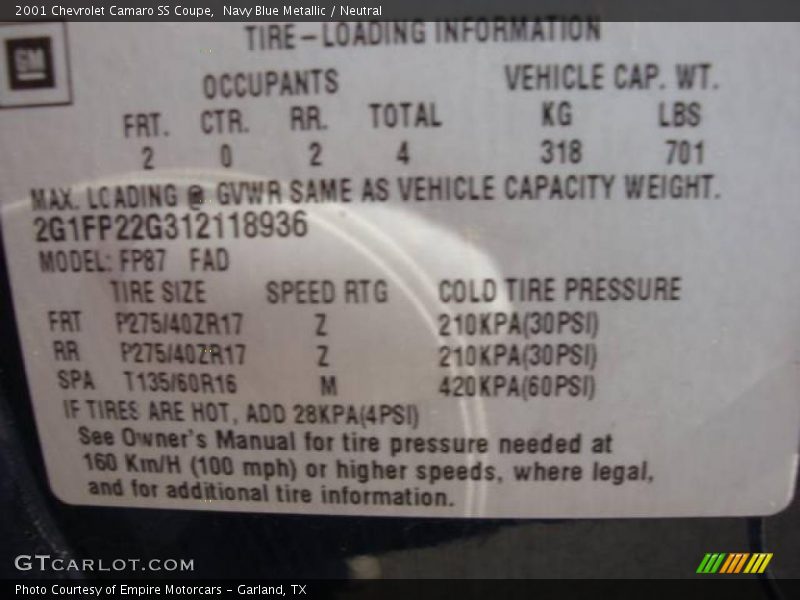 2001 Chevrolet Camaro SS Coupe, Navy Blue Metallic / Neutral
TIRE-LOADING INFORMATION
GM
OCCUPANTS VEHICLE CAP. WT.
FRT. CTR. RR. TOTAL KG LBS
2 0 2 4 318 701
MAX. LOADING @ GVWR SAME AS VEHICLE CAPACITY WEIGHT.
2G1FP22G312118936
MODEL: FP87 FAD
TIRE SIZE SPEED RTG COLD TIRE PRESSURE
FRT P275/40ZR17 Z 210KPA(30PSI)
RR P275/40ZR17 Z 210KPA(30PSI)
SPA T135/60R16 M 420KPA(60PSI)
IF TIRES ARE HOT, ADD 28KPA(4PSI)
See Owner's Manual for tire pressure needed at
160 Km/H (100 mph) or higher speeds, where legal,
and for additional tire information.
GTCARLOT.COM
Photo Courtesy of Empire Motorcars - Garland, TX